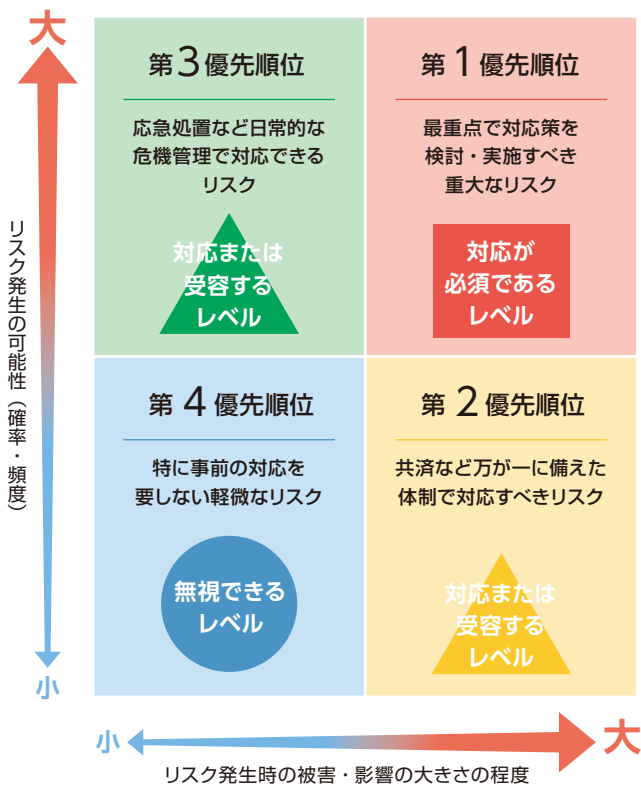 大
リスク発生の可能性（確率・頻度）
小
第3優先順位
応急処置など日常的な
危機管理で対応できる
リスク
対応または
受容する
レベル
第1優先順位
最重点で対応策を
検討・実施すべき
重大なリスク
対応が
必須である
レベル
第4優先順位
特に事前の対応を
要しない軽微なリスク
無視できる
レベル
第2優先順位
共済など万が一に備えた
体制で対応すべきリスク
対応または
受容する
レベル
小
大
リスク発生時の被害・影響の大きさの程度